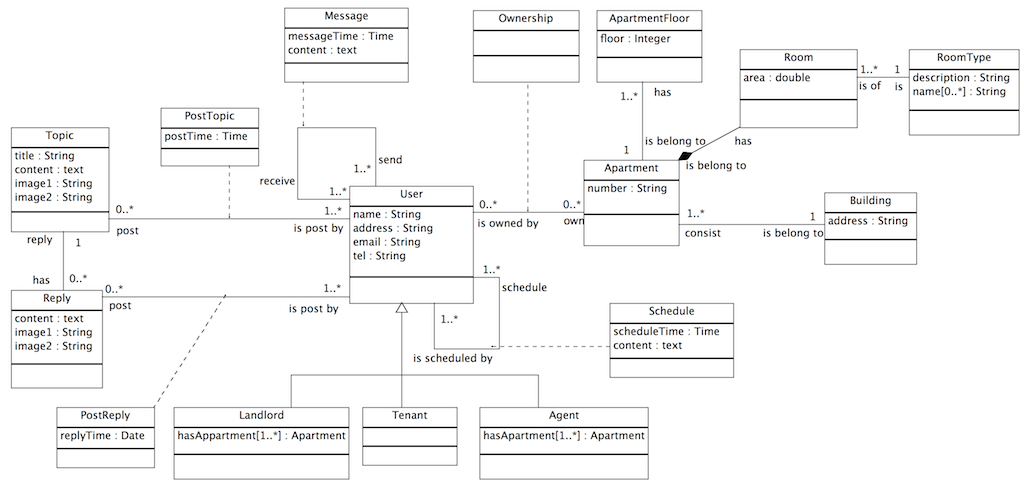 Message
messageTime : Time
content : text
Ownership
ApartmentFloor
floor : Integer
Room
area : double
RoomType
description : String
name[0..*] : String
1..*
1
is of
is
has
1..*
PostTopic
postTime : Time
Topic
title : String
content : text
image1 : String
image2 : String
send
1..*
receive
1..*
is belong to
1
has
is belong to
Apartment
number : String
User
name : String
address : String
email : String
tel : String
0..*
post
1..*
is post by
0..*
is owned by
0..*
own
1..*
consist
1
is belong to
Building
address : String
reply
1
has
0..*
Reply
content : text
image1 : String
image2 : String
0..*
post
1..*
is post by
1..*
schedule
1..*
is scheduled by
Schedule
scheduleTime : Time
content : text
PostReply
replyTime : Date
Landlord
hasAppartment[1..*] : Apartment
Tenant
Agent
hasApartment[1..*] : Apartment